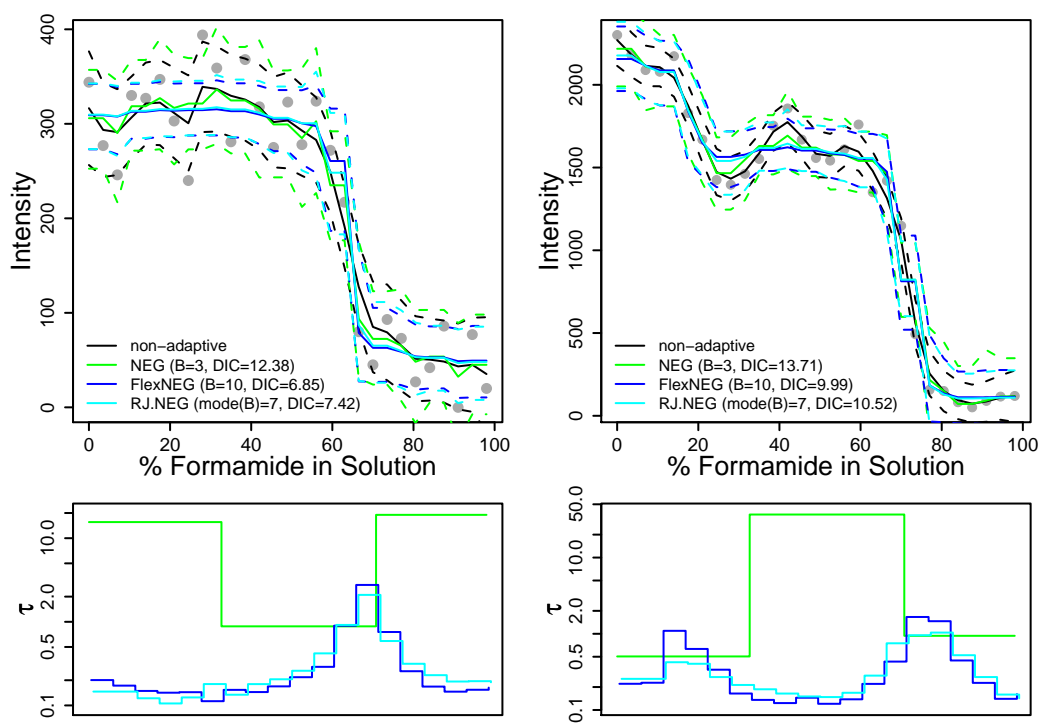 400
300
200
100
0
Intensity
non−adaptive
NEG (B=3, DIC=12.38)
FlexNEG (B=10, DIC=6.85)
RJ.NEG (mode(B)=7, DIC=7.42)
0 20 40 60 80 100
% Formamide in Solution
2000
1500
1000
500
0
Intensity
non−adaptive
NEG (B=3, DIC=13.71)
FlexNEG (B=10, DIC=9.99)
RJ.NEG (mode(B)=7, DIC=10.52)
0 20 40 60 80 100
% Formamide in Solution
10.0
2.0
0.5
0.1
τ
50.0
10.0
2.0
0.5
0.1
τ